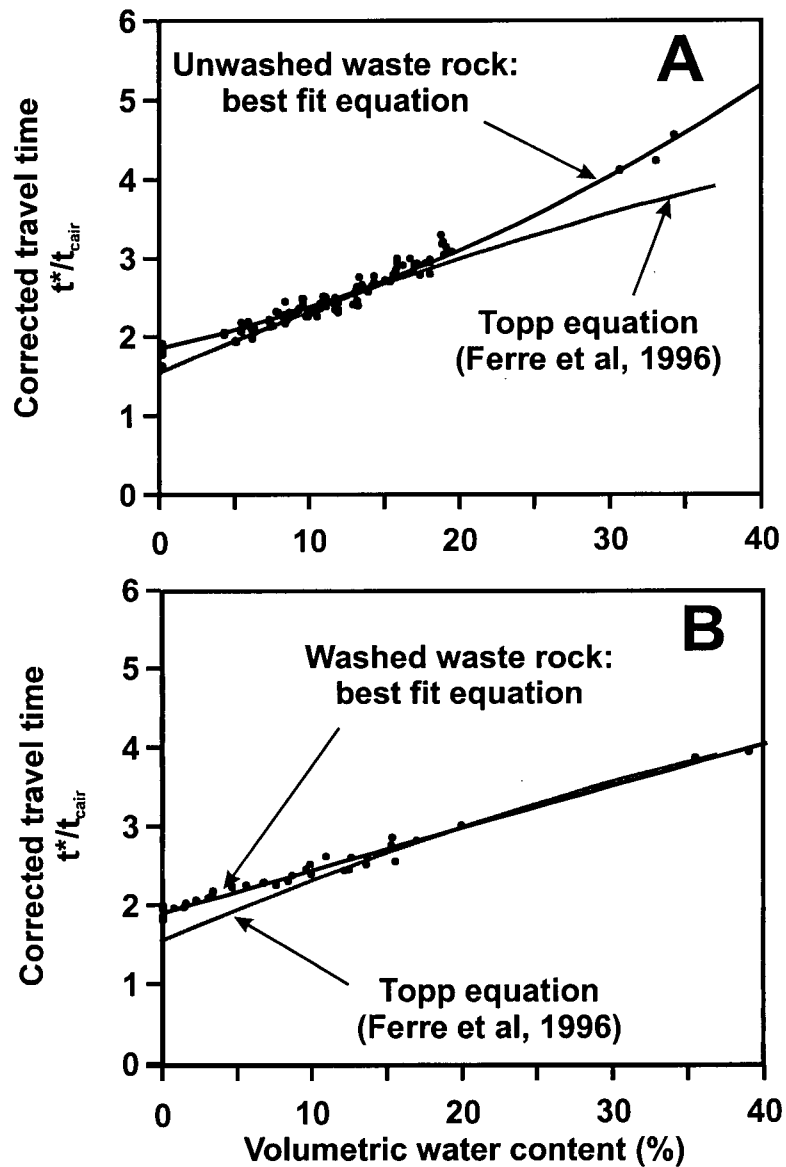 A
Unwashed waste rock:
best fit equation
Topp equation
(Ferre et al, 1996)
Corrected travel time
t*/tcair
6
5
4
3
2
1
0
0 10 20 30 40
B
Washed waste rock:
best fit equation
Topp equation
(Ferre et al, 1996)
Corrected travel time
t*/tcair
6
5
4
3
2
1
0
0 10 20 30 40
Volumetric water content (%)